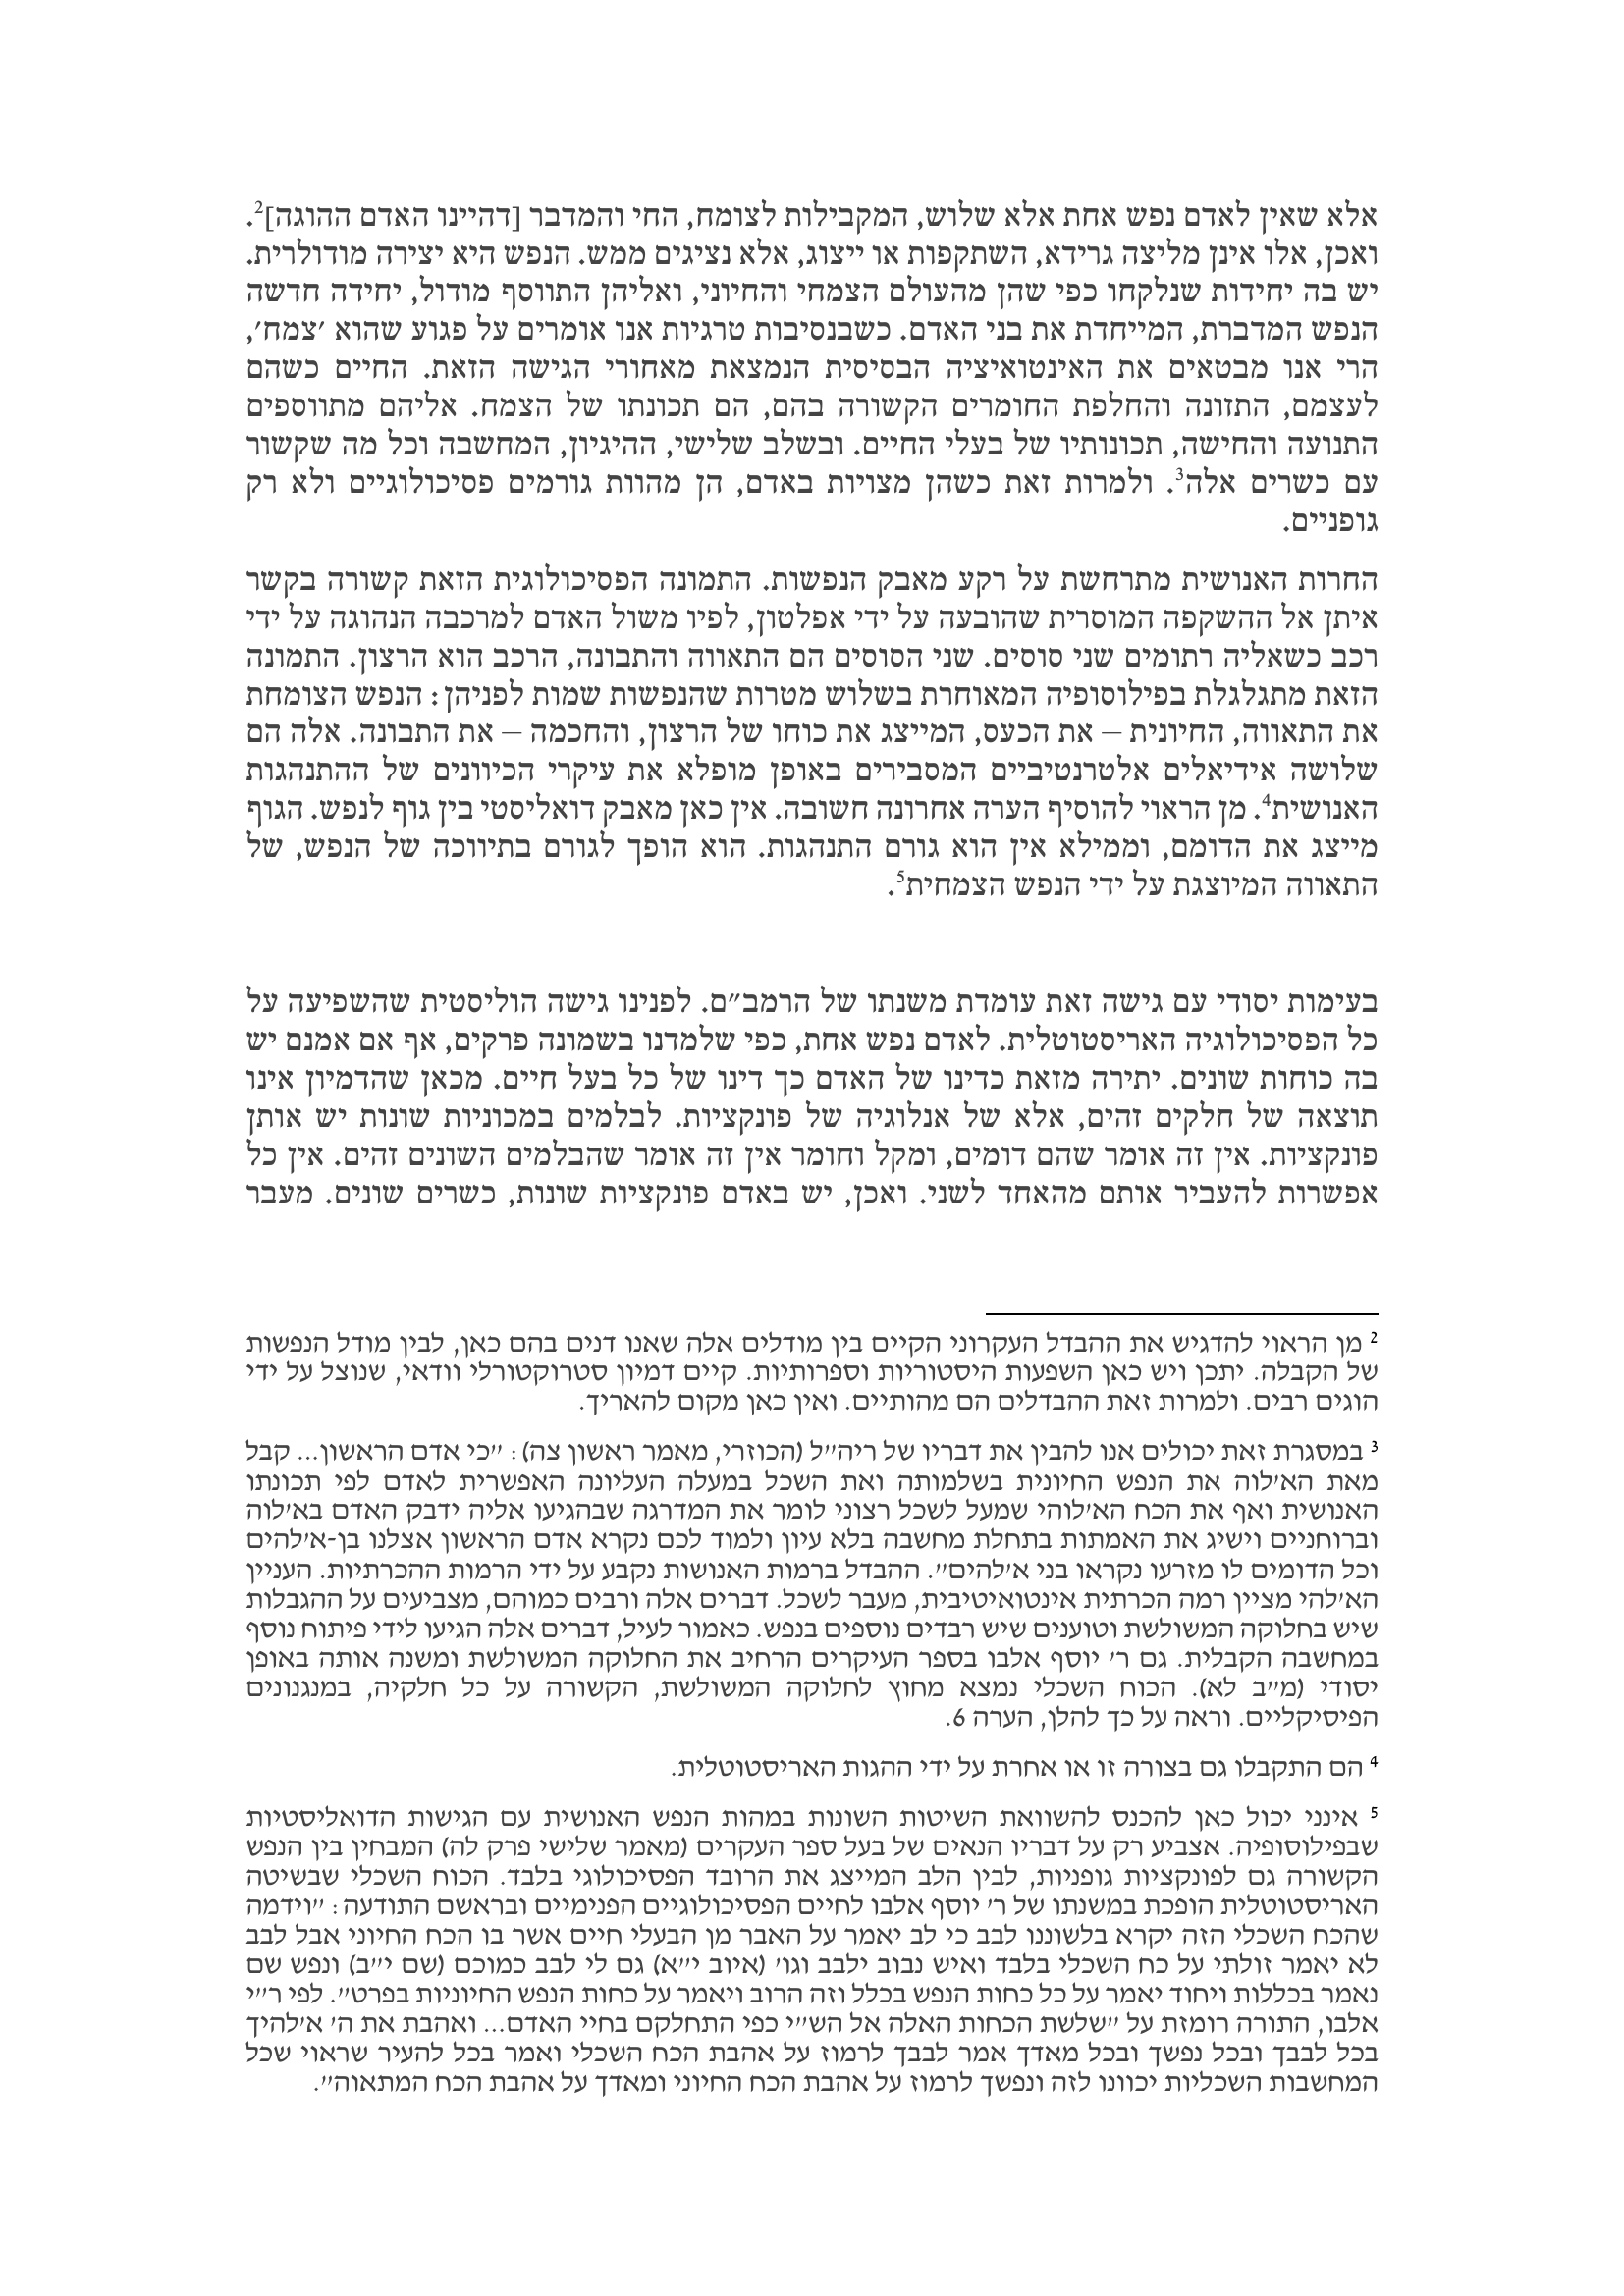 אלא שאין לאדם נפש אחת אלא שלוש, המקבילות לצומח, החי והמדבר [דהיינו האדם ההוגה]2.
ואכן, אלו אינן מליצה גרידא, השתקפות או ייצוג, אלא נציגים ממש. הנפש היא יצירה מודולרית.
יש בה יחידות שנלקחו כפי שהן מהעולם הצמחי והחיוני, ואליהן התווסף מודול, יחידה חדשה
הנפש המדברת, המייחדת את בני האדם. כשבנסיבות טרגיות אנו אומרים על פגוע שהוא 'צמח',
הרי אנו מבטאים את האינטואיציה הבסיסית הנמצאת מאחורי הגישה הזאת. החיים כשהם
לעצמם, התזונה והחלפת החומרים הקשורה בהם, הם תכונתו של הצמח. אליהם מתווספים
התנועה והחישה, תכונותיו של בעלי החיים. ובשלב שלישי, ההיגיון, המחשבה וכל מה שקשור
עם כשרים אלה3. ולמרות זאת כשהן מצויות באדם, הן מהוות גורמים פסיכולוגיים ולא רק
גופניים.
החרות האנושית מתרחשת על רקע מאבק הנפשות. התמונה הפסיכולוגית הזאת קשורה בקשר
איתן אל ההשקפה המוסרית שהובעה על ידי אפלטון, לפיו משול האדם למרכבה הנהוגה על ידי
רכב כשאליה רתומים שני סוסים. שני הסוסים הם התאווה והתבונה, הרכב הוא הרצון. התמונה
הזאת מתגלגלת בפילוסופיה המאוחרת בשלוש מטרות שהנפשות שמות לפניהן: הנפש הצומחת
את התאווה, החיונית – את הכעס, המייצג את כוחו של הרצון, והחכמה – את התבונה. אלה הם
שלושה אידיאלים אלטרנטיביים המסבירים באופן מופלא את עיקרי הכיוונים של ההתנהגות
האנושית4. מן הראוי להוסיף הערה אחרונה חשובה. אין כאן מאבק דואליסטי בין גוף לנפש. הגוף
מייצג את הדומם, וממילא אין הוא גורם התנהגות. הוא הופך לגורם בתיווכה של הנפש, של
התאווה המיוצגת על ידי הנפש הצמחית5.
בעימות יסודי עם גישה זאת עומדת משנתו של הרמב"ם. לפנינו גישה הוליסטית שהשפיעה על
כל הפסיכולוגיה האריסטוטלית. לאדם נפש אחת, כפי שלמדנו בשמונה פרקים, אף אם אמנם יש
בה כוחות שונים. יתירה מזאת כדינו של האדם כך דינו של כל בעל חיים. מכאן שהדמיון אינו
תוצאה של חלקים זהים, אלא של אנלוגיה של פונקציות. לבלמים במכוניות שונות יש אותן
פונקציות. אין זה אומר שהם דומים, ומקל וחומר אין זה אומר שהבלמים השונים זהים. אין כל
אפשרות להעביר אותם מהאחד לשני. ואכן, יש באדם פונקציות שונות, כשרים שונים. מעבר
2 מן הראוי להדגיש את ההבדל העקרוני הקיים בין מודלים אלה שאנו דנים בהם כאן, לבין מודל הנפשות
של הקבלה. יתכן ויש כאן השפעות היסטוריות וספרותיות. קיים דמיון סטרוקטורלי וודאי, שנוצל על ידי
הוגים רבים. ולמרות זאת ההבדלים הם מהותיים. ואין כאן מקום להאריך.
3 במסגרת זאת יכולים אנו להבין את דבריו של ריה"ל (הכוזרי, מאמר ראשון צה): "כי אדם הראשון... קבל
מאת הא'לוה את הנפש החיונית בשלמותה ואת השכל במעלה העליונה האפשרית לאדם לפי תכונתו
האנושית ואף את הכח הא'לוהי שמעל לשכל רצוני לומר את המדרגה שבהגיעו אליה ידבק האדם בא'לוה
וברוחניים וישיג את האמתות בתחלת מחשבה בלא עיון ולמוד לכם נקרא אדם הראשון אצלנו בן-א'להים
וכל הדומים לו מזרעו נקראו בני א'להים". ההבדל ברמות האנושות נקבע על ידי הרמות ההכרתיות. העניין
הא'להי מציין רמה הכרתית אינטואיטיבית, מעבר לשכל. דברים אלה ורבים כמוהם, מצביעים על ההגבלות
שיש בחלוקה המשולשת וטוענים שיש רבדים נוספים בנפש. כאמור לעיל, דברים אלה הגיעו לידי פיתוח נוסף
במחשבה הקבלית. גם ר' יוסף אלבו בספר העיקרים הרחיב את החלוקה המשולשת ומשנה אותה באופן
יסודי (מ"ב לא). הכוח השכלי נמצא מחוץ לחלוקה המשולשת, הקשורה על כל חלקיה, במנגנונים
הפיסיקליים. וראה על כך להלן, הערה 6.
4 הם התקבלו גם בצורה זו או אחרת על ידי ההגות האריסטוטלית.
5 אינני יכול כאן להכנס להשוואת השיטות השונות במהות הנפש האנושית עם הגישות הדואליסטיות
שבפילוסופיה. אצביע רק על דבריו הנאים של בעל ספר העקרים (מאמר שלישי פרק לה) המבחין בין הנפש
הקשורה גם לפונקציות גופניות, לבין הלב המייצג את הרובד הפסיכולוגי בלבד. הכוח השכלי שבשיטה
האריסטוטלית הופכת במשנתו של ר' יוסף אלבו לחיים הפסיכולוגיים הפנימיים ובראשם התודעה: "וידמה
שהכח השכלי הזה יקרא בלשוננו לבב כי לב יאמר על האבר מן הבעלי חיים אשר בו הכח החיוני אבל לבב
לא יאמר זולתי על כח השכלי בלבד ואיש נבוב ילבב וגו' (איוב י"א) גם לי לבב כמוכם (שם י"ב) ונפש שם
נאמר בכללות ויחוד יאמר על כל כחות הנפש בכלל וזה הרוב ויאמר על כחות הנפש החיוניות בפרט". לפי ר"י
אלבו, התורה רומזת על "שלשת הכחות האלה אל הש"י כפי התחלקם בחיי האדם... ואהבת את ה' א'להיך
בכל לבבך ובכל נפשך ובכל מאדך אמר לבבך לרמוז על אהבת הכח השכלי ואמר בכל להעיר שראוי שכל
המחשבות השכליות יכוונו לזה ונפשך לרמוז על אהבת הכח החיוני ומאדך על אהבת הכח המתאוה".